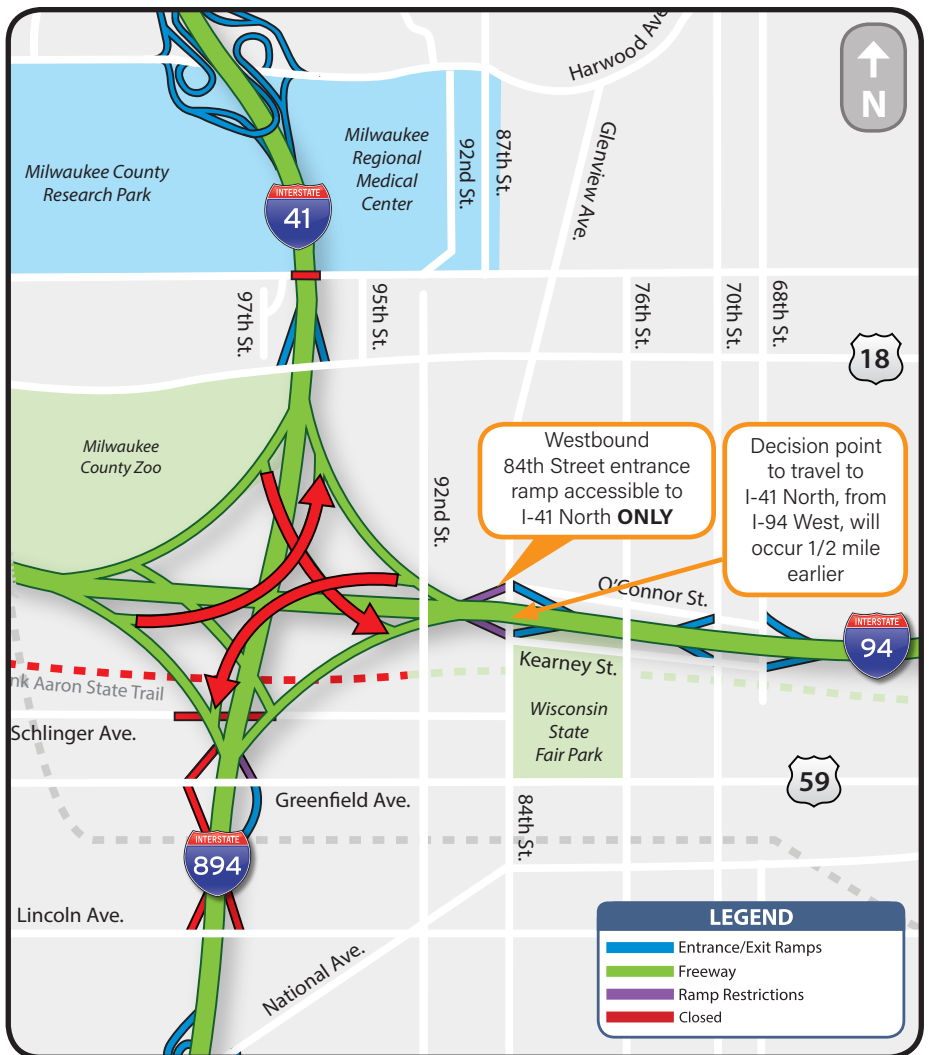 Harwood Ave
N
Milwaukee County
Research Park
Milwaukee
Regional
Medical
Center
92nd St.
87th St.
Glenview Ave.
INTERSTATE
41
97th St.
95th St.
76th St.
70th St.
68th St.
18
Milwaukee
County Zoo
92nd St.
Westbound
84th Street entrance
ramp accessible to
I-41 North ONLY
Decision point
to travel to
I-41 North, from
I-94 West, will
occur 1/2 mile
earlier
O'Connor St.
INTERSTATE
94
Kearney St.
nk Aaron State Trail
Schlinger Ave.
Wisconsin
State
Fair Park
59
Greenfield Ave.
84th St.
INTERSTATE
894
Lincoln Ave.
National Ave.
LEGEND
Entrance/Exit Ramps
Freeway
Ramp Restrictions
Closed